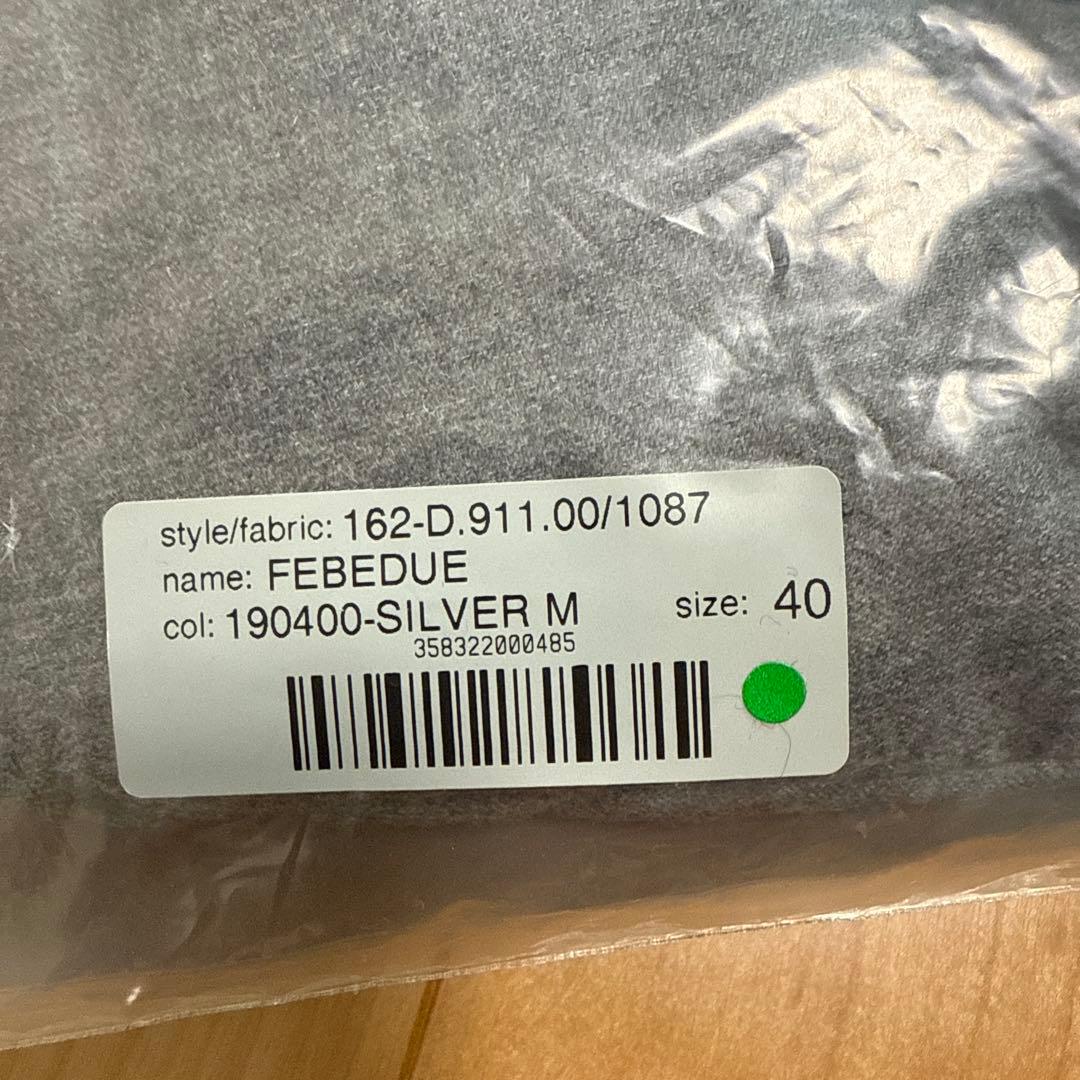 style/fabric: 162-D.911.00/1087
name: FEBEDUE
col: 190400-SILVER M size: 40
358322000485